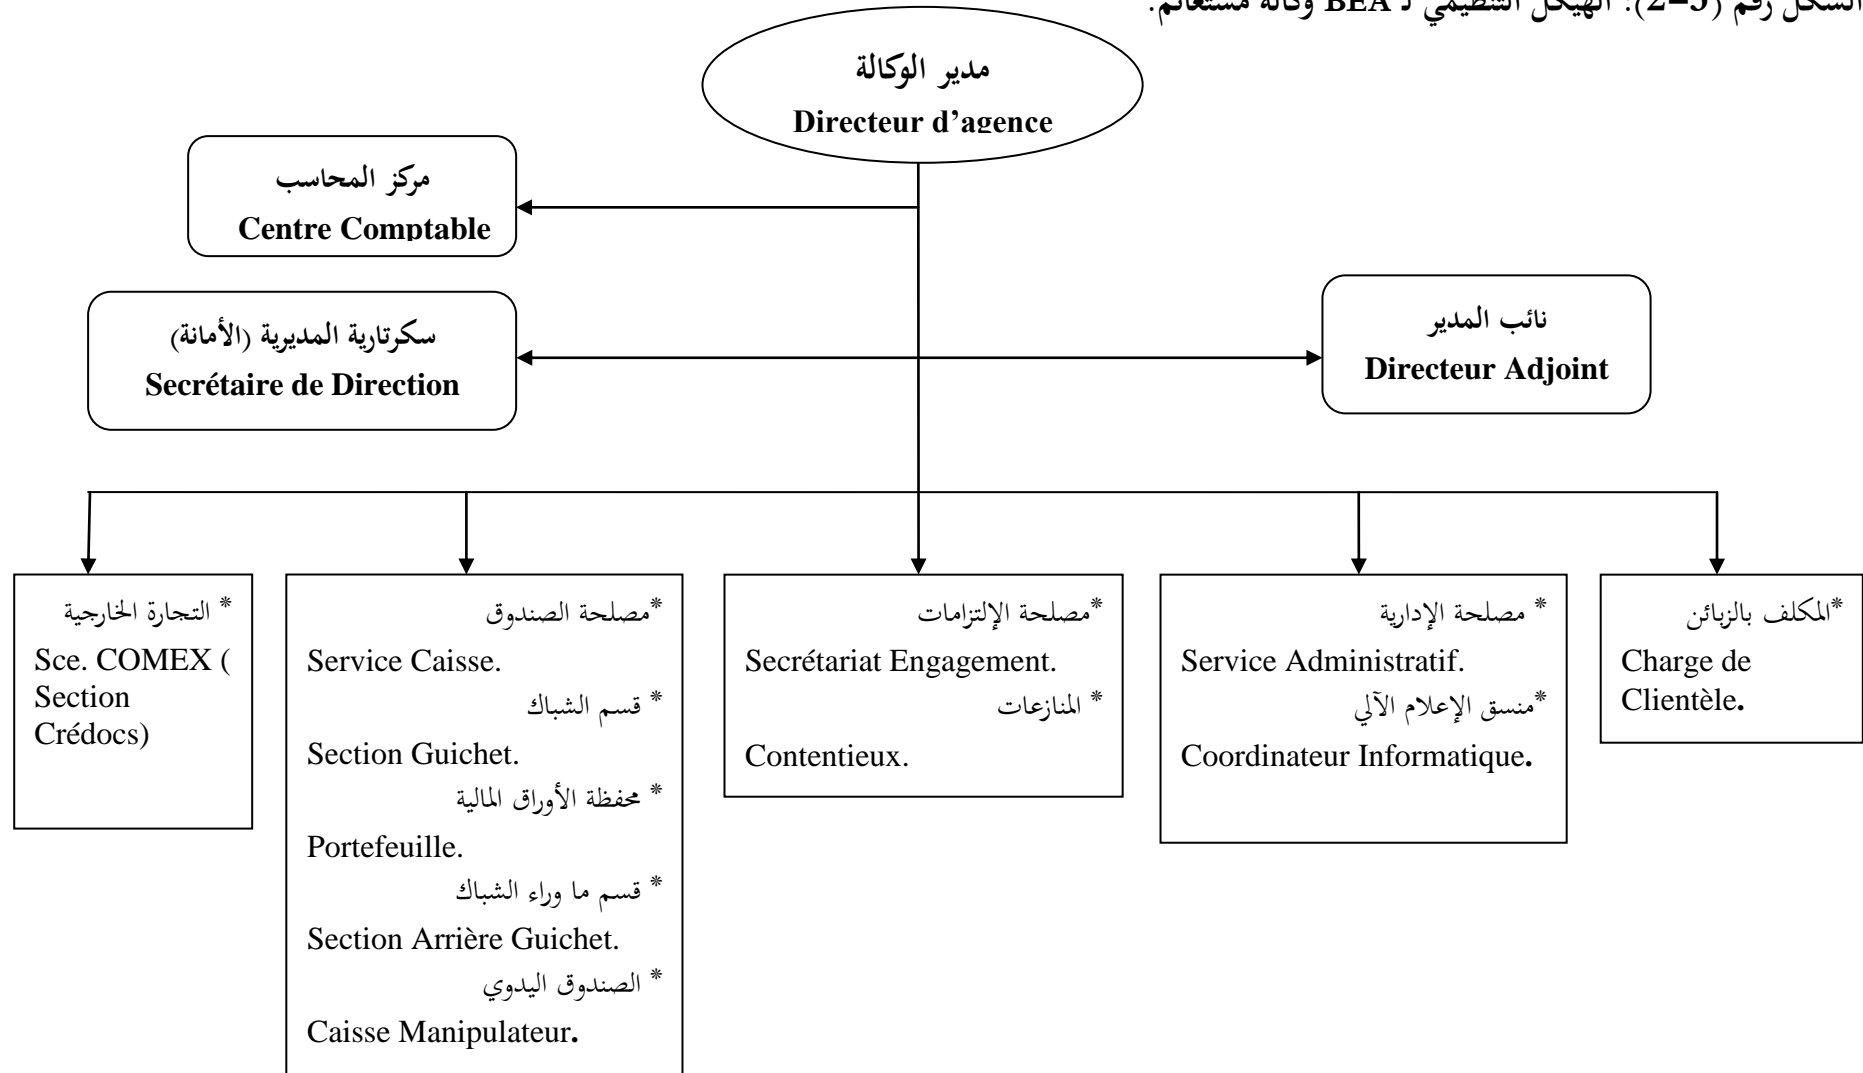 الشكل رقم (3–2): الهيكل التنظيمي لـ BEA وكالة مستغانم.
مدير الوكالة
Directeur d’agence
مركز المحاسب
Centre Comptable
سكرتارية المديرية (الأمانة)
Secrétaire de Direction
نائب المدير
Directeur Adjoint
* التجارة الخارجية
Sce. COMEX (
Section
Crédocs)
*مصلحة الصندوق
Service Caisse.
* قسم الشباك
Section Guichet.
* محفظة الأوراق المالية
Portefeuille.
* قسم ما وراء الشباك
Section Arrière Guichet.
* الصندوق اليدوي
Caisse Manipulateur.
*مصلحة الإلتزامات
Secrétariat Engagement.
* المنازعات
Contentieux.
* مصلحة الإدارية
Service Administratif.
*منسق الإعلام الآلي
Coordinateur Informatique.
*المكلف بالزبائن
Charge de
Clientèle.